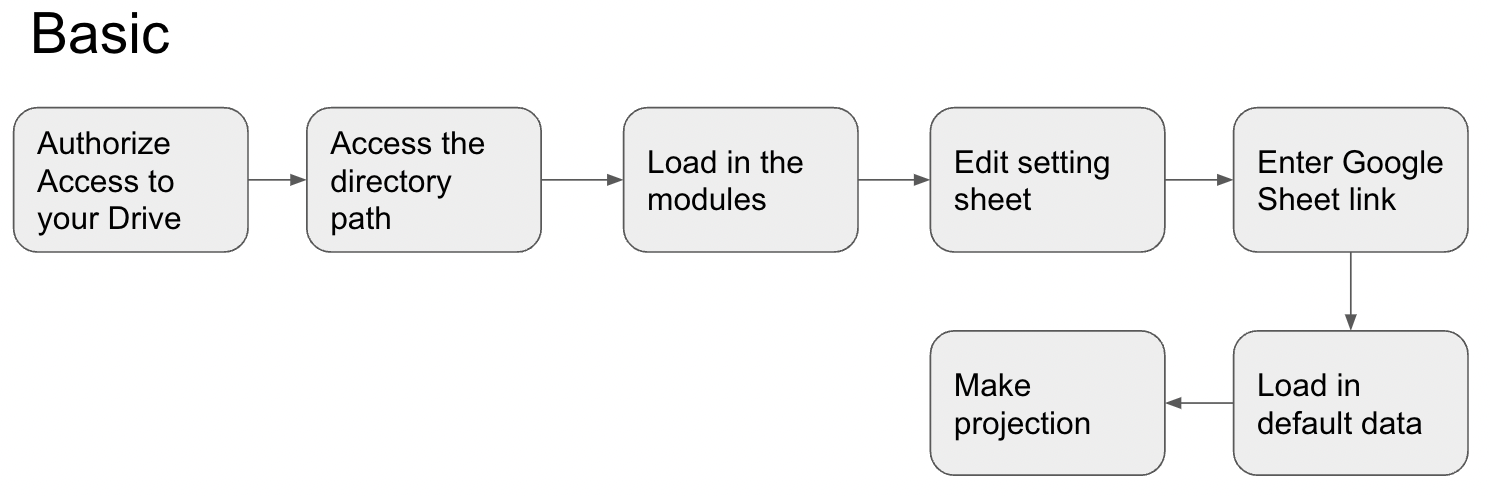 Basic
Authorize
Access to
your Drive
Access the
directory
path
Load in the
modules
Edit setting
sheet
Enter Google
Sheet link
Load in
default data
Make
projection